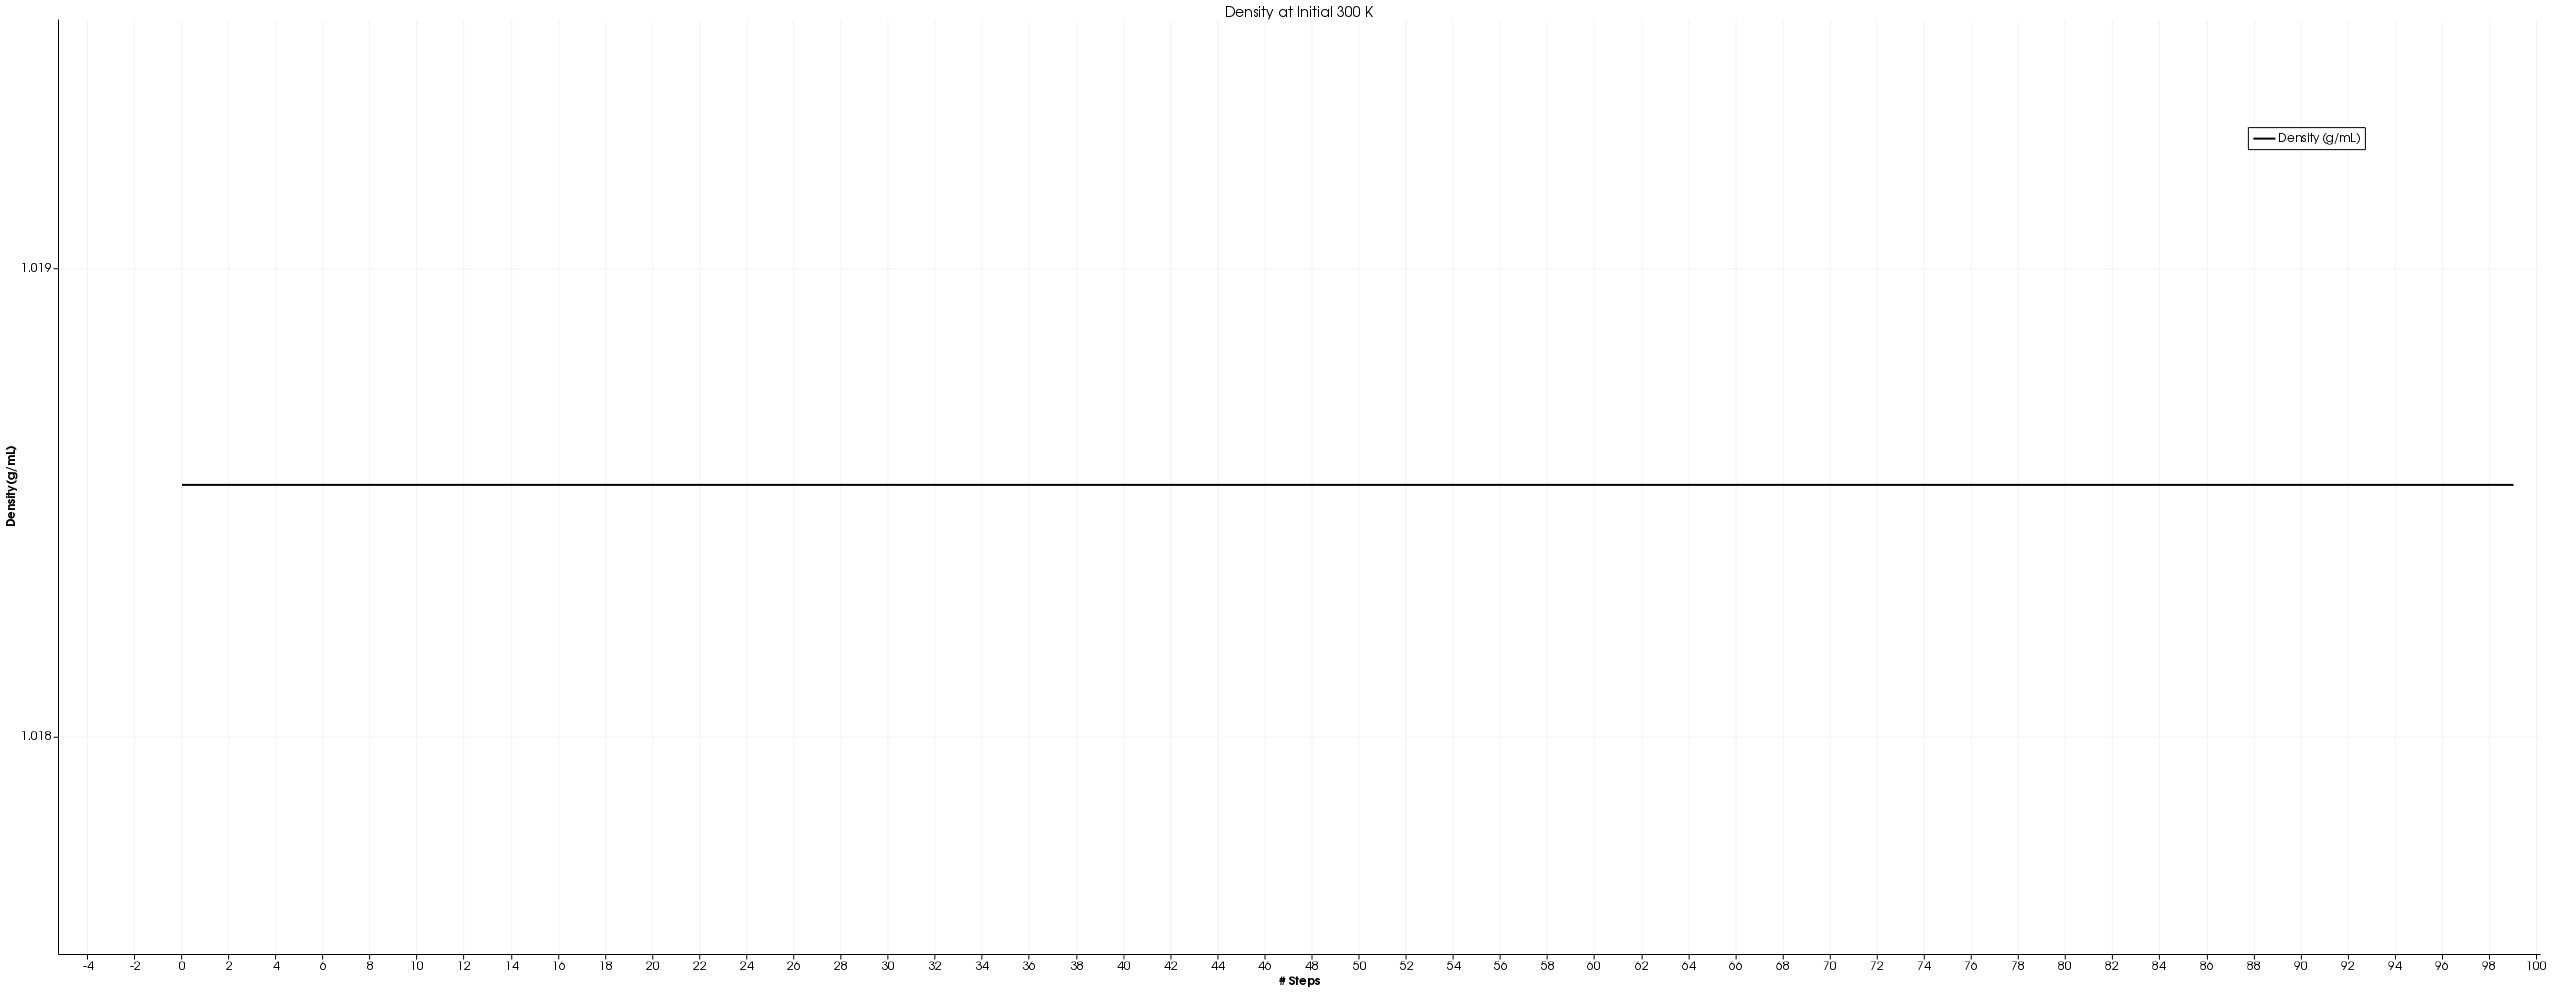 Density at Initial 300 K
Density (g/mL)
1.019
Density(g/mL)
1.018
-4 -2 0 2 4 6 8 10 12 14 16 18 20 22 24 26 28 30 32 34 36 38 40 42 44 46 48 50 52 54 56 58 60 62 64 66 68 70 72 74 76 78 80 82 84 86 88 90 92 94 96 98 100
# Steps